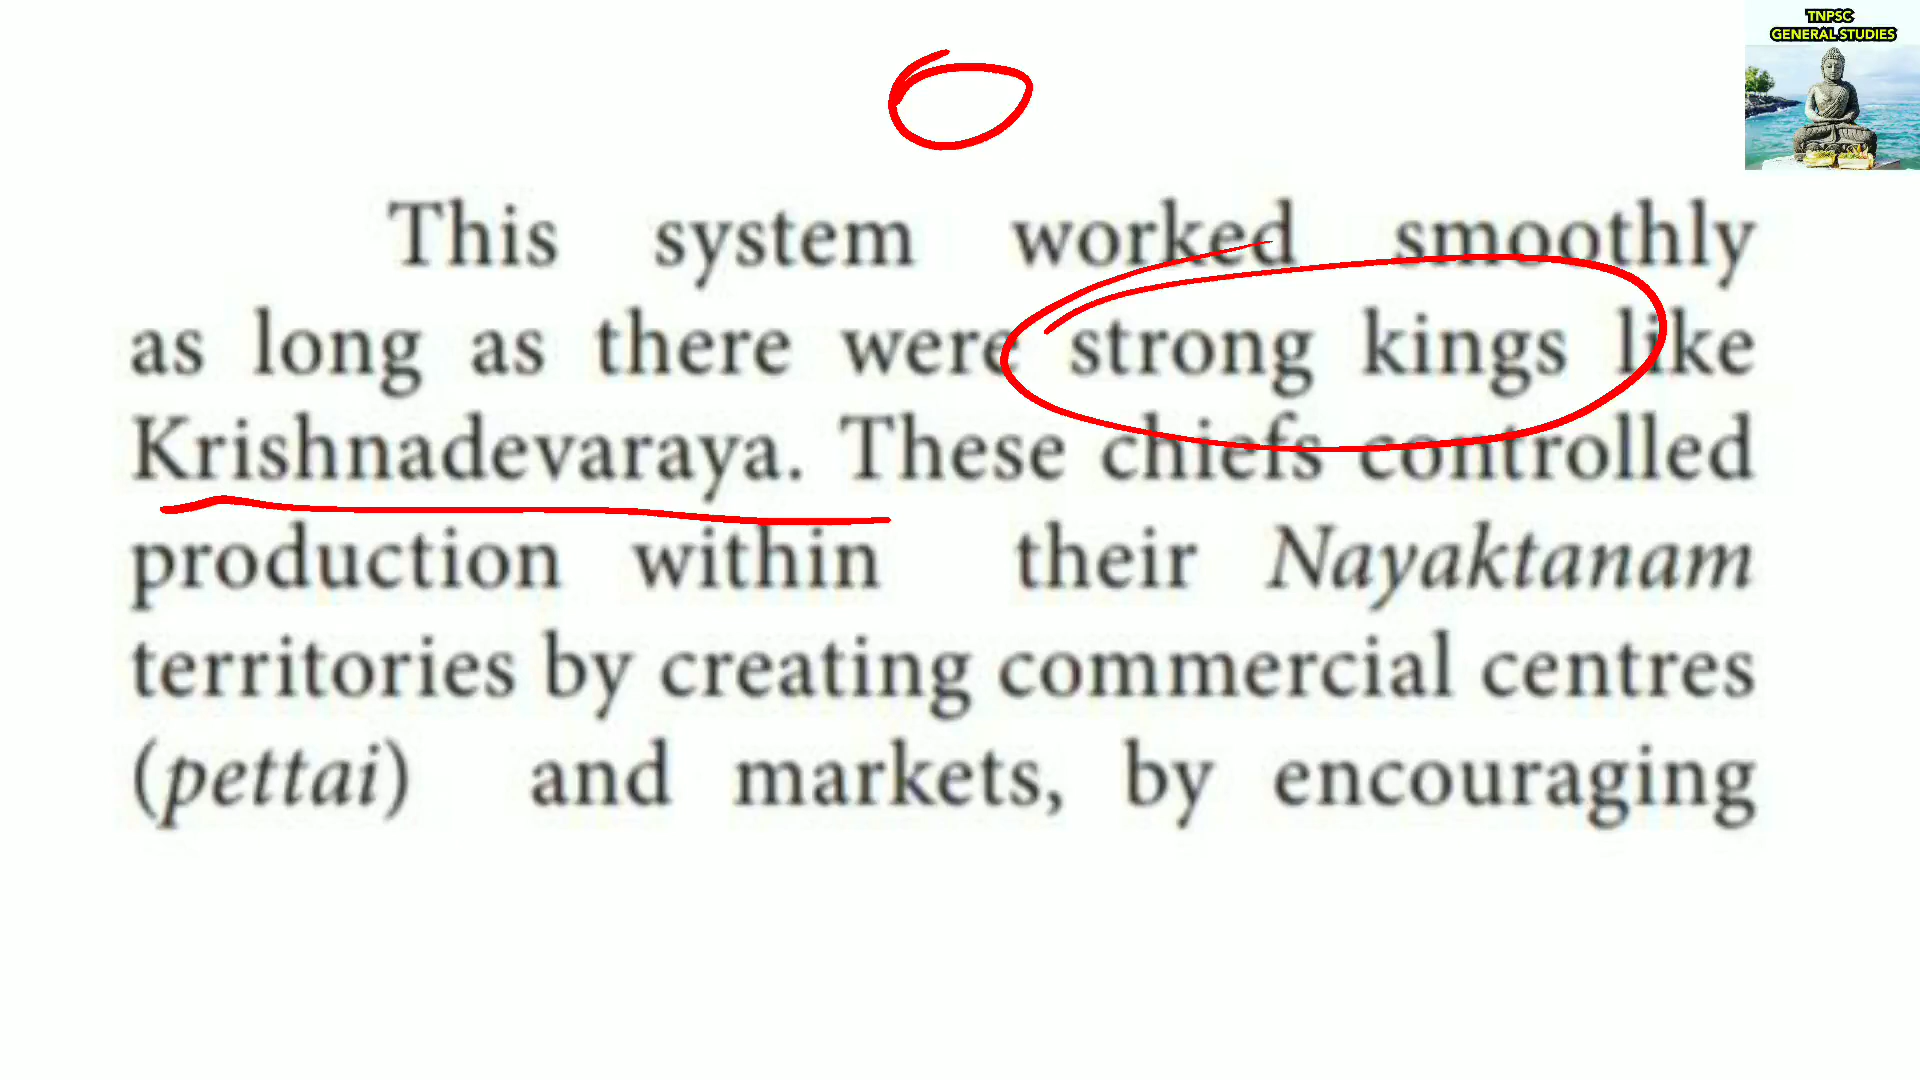 TNPSC
GENERAL STUDIES
This system worked smoothly
as long as there were strong kings like
Krishnadevaraya. These chiefs controlled
production within their Nayaktanam
territories by creating commercial centres
(pettai) and markets, by encouraging